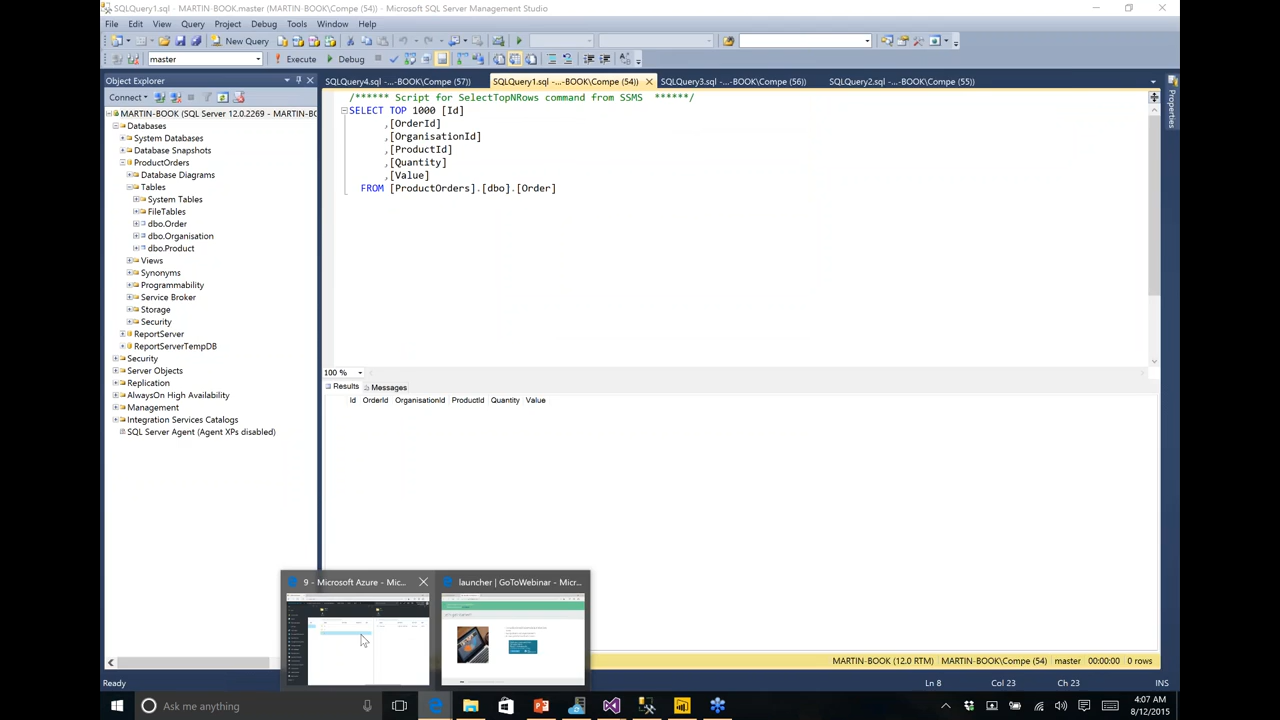 SQLQuery1.sql - MARTIN-BOOK.master (MARTIN-BOOK\Compe (54)) - Microsoft SQL Server Management Studio
File Edit View Query Project Debug Tools Window Help
New Query
master Execute Debug
Object Explorer
SQLQuery4.sql -...-BOOK\Compe (57)) SQLQuery1.sql -...-BOOK\Compe (54)) SQLQuery3.sql -...-BOOK\Compe (56)) SQLQuery2.sql -...-BOOK\Compe (55))
Properties
Connect
MARTIN-BOOK (SQL Server 12.0.2269 - MARTIN-BO
Databases
System Databases
Database Snapshots
ProductOrders
Database Diagrams
Tables
System Tables
FileTables
dbo.Order
dbo.Organisation
dbo.Product
Views
Synonyms
Programmability
Service Broker
Storage
Security
ReportServer
ReportServerTempDB
Security
Server Objects
Replication
AlwaysOn High Availability
Management
Integration Services Catalogs
SQL Server Agent (Agent XPs disabled)
/****** Script for SelectTopNRows command from SSMS  ******/
SELECT TOP 1000 [Id]
,[OrderId]
,[OrganisationId]
,[ProductId]
,[Quantity]
,[Value]
FROM [ProductOrders].[dbo].[Order]
100 %
Results Messages
Id OrderId OrganisationId ProductId Quantity Value
9 - Microsoft Azure - Mic... launcher | GoToWebinar - Micr...
MARTIN-BOOK (12.0 RTM) MARTIN-BOOK\Compe (54) master 00:00:00 0 rows
Ready Ln 8 Col 23 Ch 23 INS
Ask me anything
4:07 AM
8/12/2015